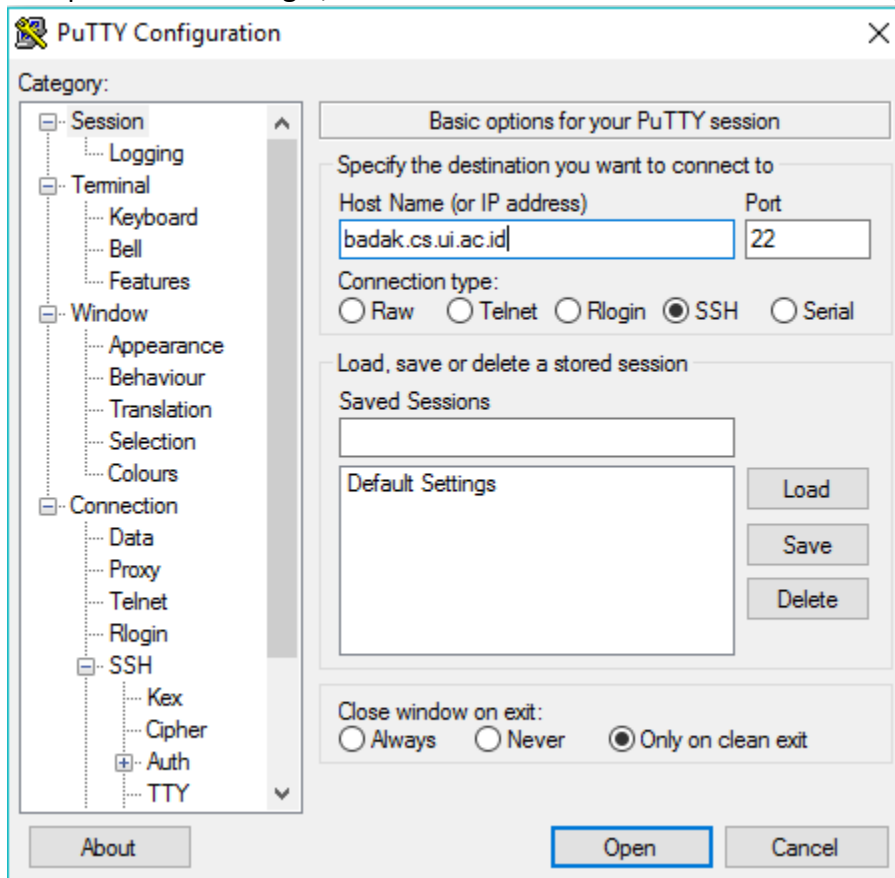 PuTTY Configuration
Category:
Session
Logging
Terminal
Keyboard
Bell
Features
Window
Appearance
Behaviour
Translation
Selection
Colours
Connection
Data
Proxy
Telnet
Rlogin
SSH
Kex
Cipher
Auth
TTY
Basic options for your PuTTY session
Specify the destination you want to connect to
Host Name (or IP address) Port
badak.cs.ui.ac.id 22
Connection type:
Raw Telnet Rlogin SSH Serial
Load, save or delete a stored session
Saved Sessions
Default Settings
Load
Save
Delete
Close window on exit:
Always Never Only on clean exit
About Open Cancel